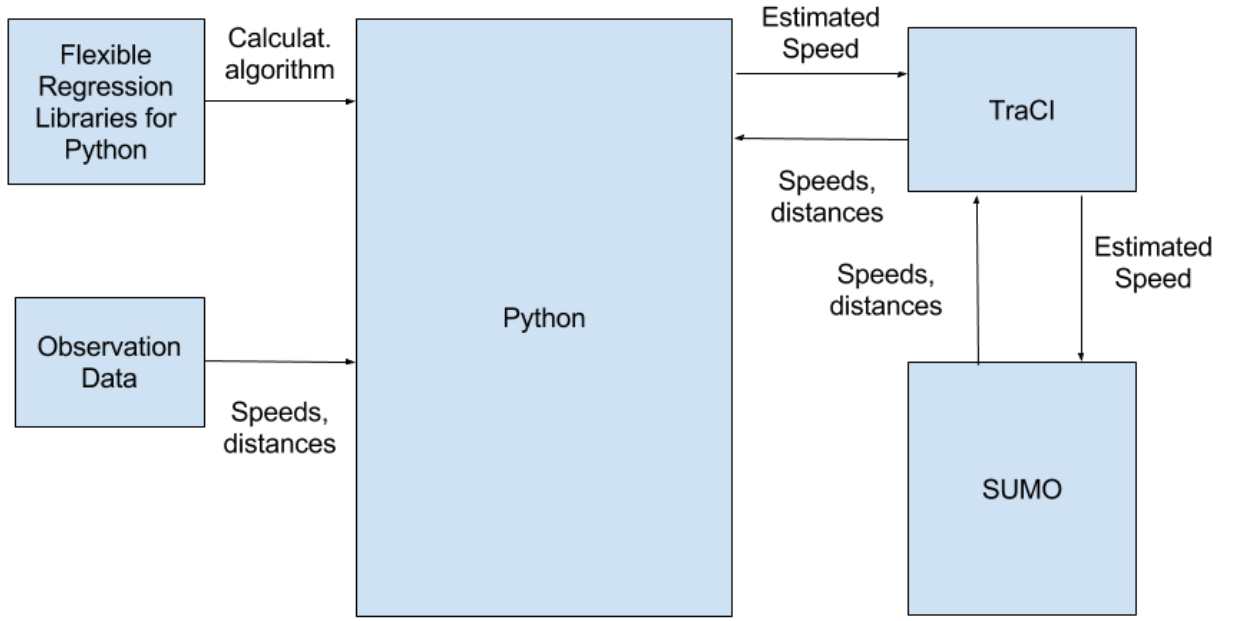 Flexible
Regression
Libraries for
Python
Calculat.
algorithm
Observation
Data
Speeds,
distances
Python
Estimated
Speed
TraCI
Speeds,
distances
Speeds,
distances
Estimated
Speed
SUMO